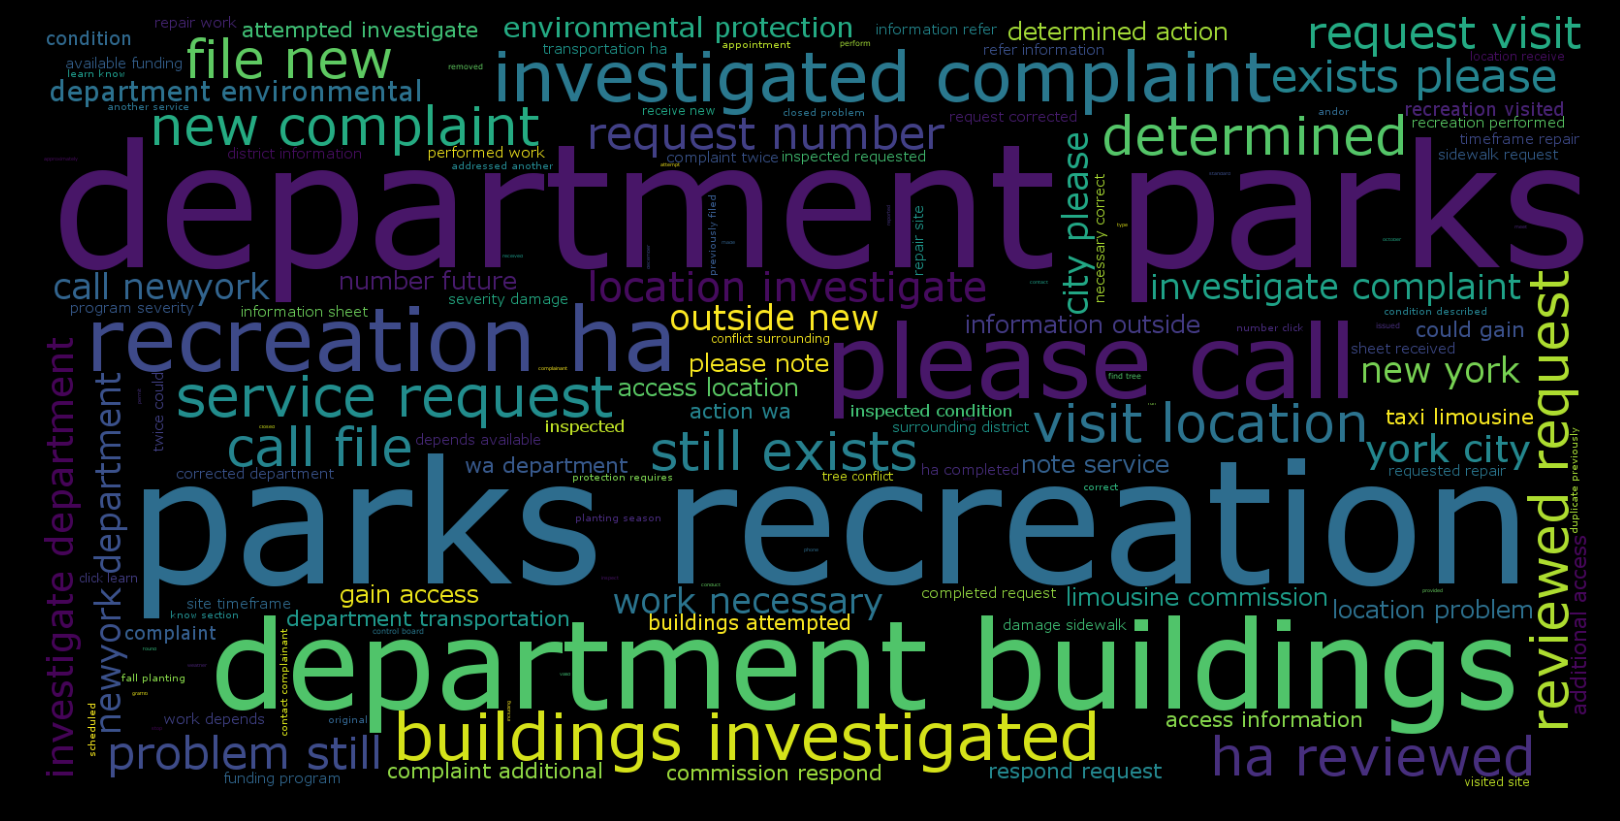 repair work
attempted investigate
environmental protection
information refer
determined action
request visit
condition
file new
transportation ha
appointment
perform
refer information
location receive
available funding
learn know
removed
investigated complaint
exists please
department environmental
another service
new complaint
receive new
closed problem
request corrected
andor
recreation visited
request number
determined
recreation performed
timeframe repair
district information
performed work
addressed another
complaint twice
inspected requested
sidewalk request
attempt
department parks
city please
necessary correct
previously filed
repair site
type
october
received
contact
call newyork
number future
location investigate
investigate complaint
program severity
information sheet
severity damage
outside new
information outside
number click
condition described
issued
could gain
conflict surrounding
recreation ha
please call
sheet received
please note
complainant
find tree
new york
investigate department
newyork department
twice could
service request
access location
action wa
inspected condition
surrounding district
visit location
taxi limousine
reviewed request
duplicate previously
closed
call file
depends available
inspected
still exists
york city
corrected department
wa department
protection requires
tree conflict
ha completed
note service
requested repair
correct
parks recreation
planting season
phone
click learn
conduct
provided
site timeframe
gain access
work necessary
completed request
limousine commission
location problem
additional access
know section
department transportation
buildings attempted
damage sidewalk
complaint
control board
contact complainant
department buildings
fall planting
scheduled
work depends
original
buildings investigated
access information
problem still
ha reviewed
funding program
complaint additional
commission respond
respond request
visited site